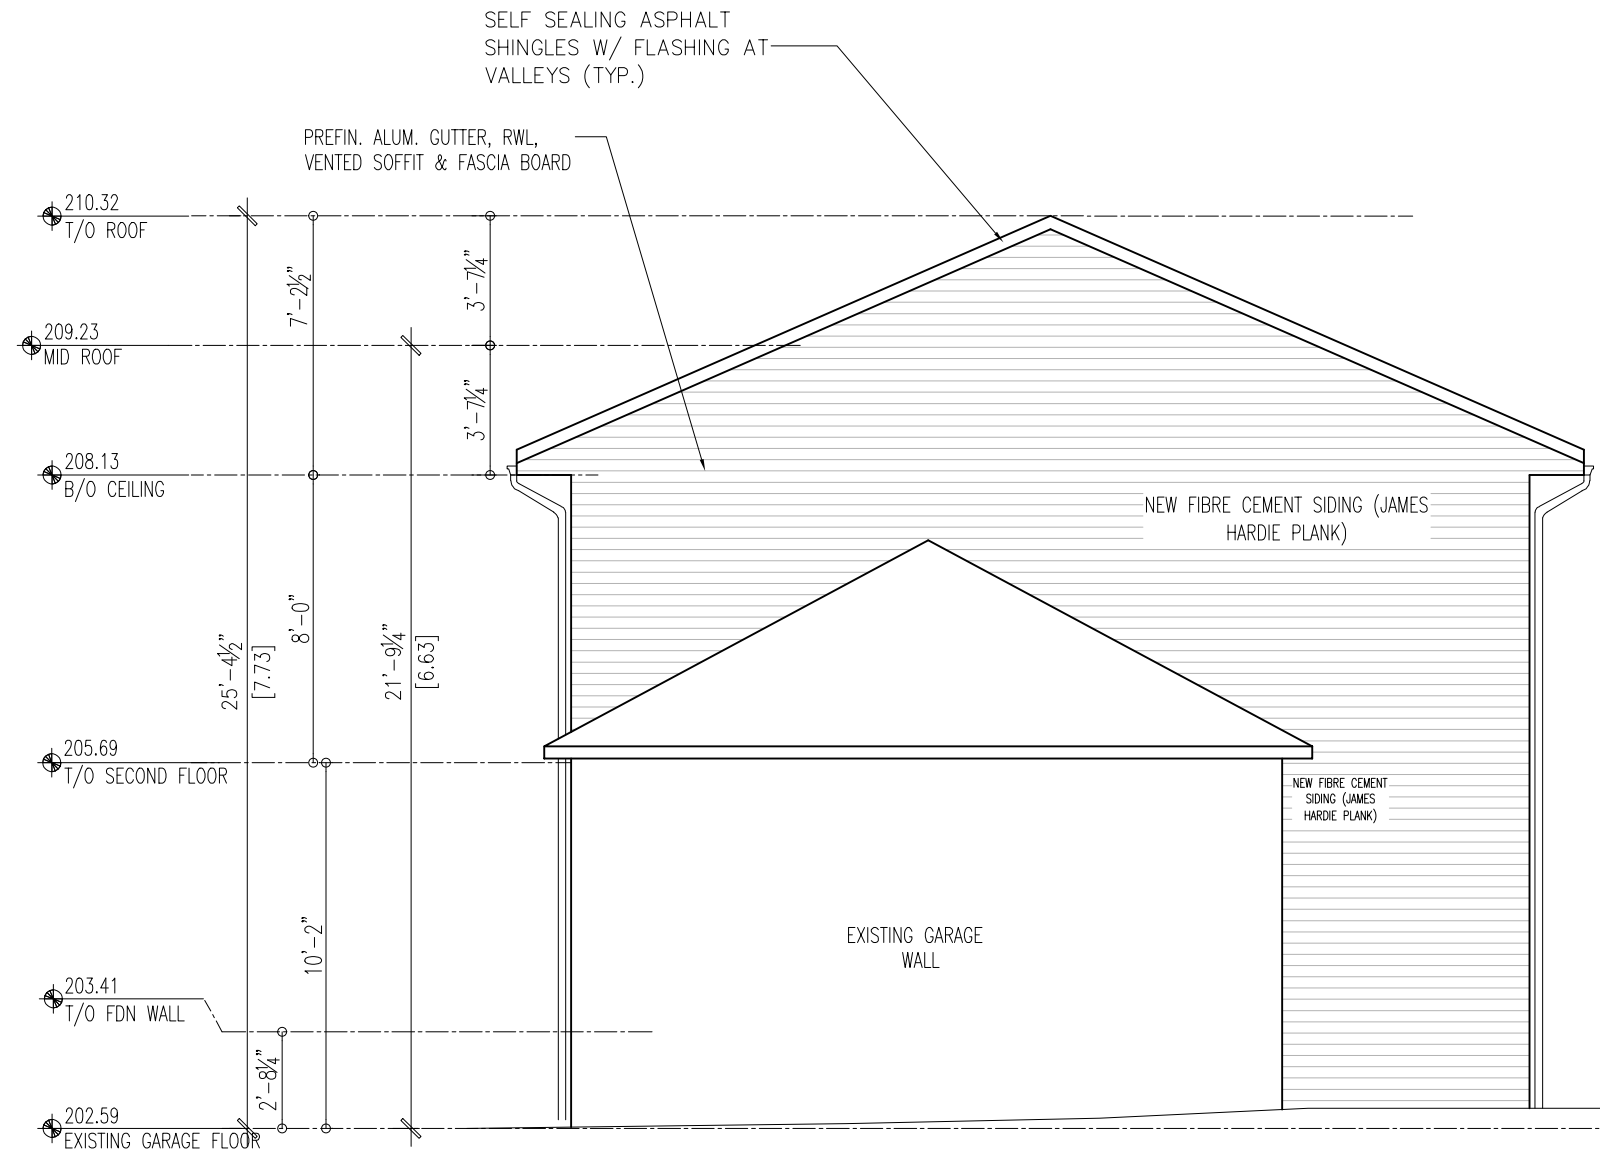 SELF SEALING ASPHALT
SHINGLES W/ FLASHING AT
VALLEYS (TYP.)
PREFIN. ALUM. GUTTER, RWL,
VENTED SOFFIT & FASCIA BOARD
210.32
T/O ROOF
7'-2½"
3'-7¼"
209.23
MID ROOF
3'-7¼"
208.13
B/O CEILING
NEW FIBRE CEMENT SIDING (JAMES
HARDIE PLANK)
8'-0"
25'-4½"
[7.73]
21'-9¼"
[6.63]
205.69
T/O SECOND FLOOR
NEW FIBRE CEMENT
SIDING (JAMES
HARDIE PLANK)
10'-2"
EXISTING GARAGE
WALL
203.41
T/O FDN WALL
2'-8¼"
202.59
EXISTING GARAGE FLOOR